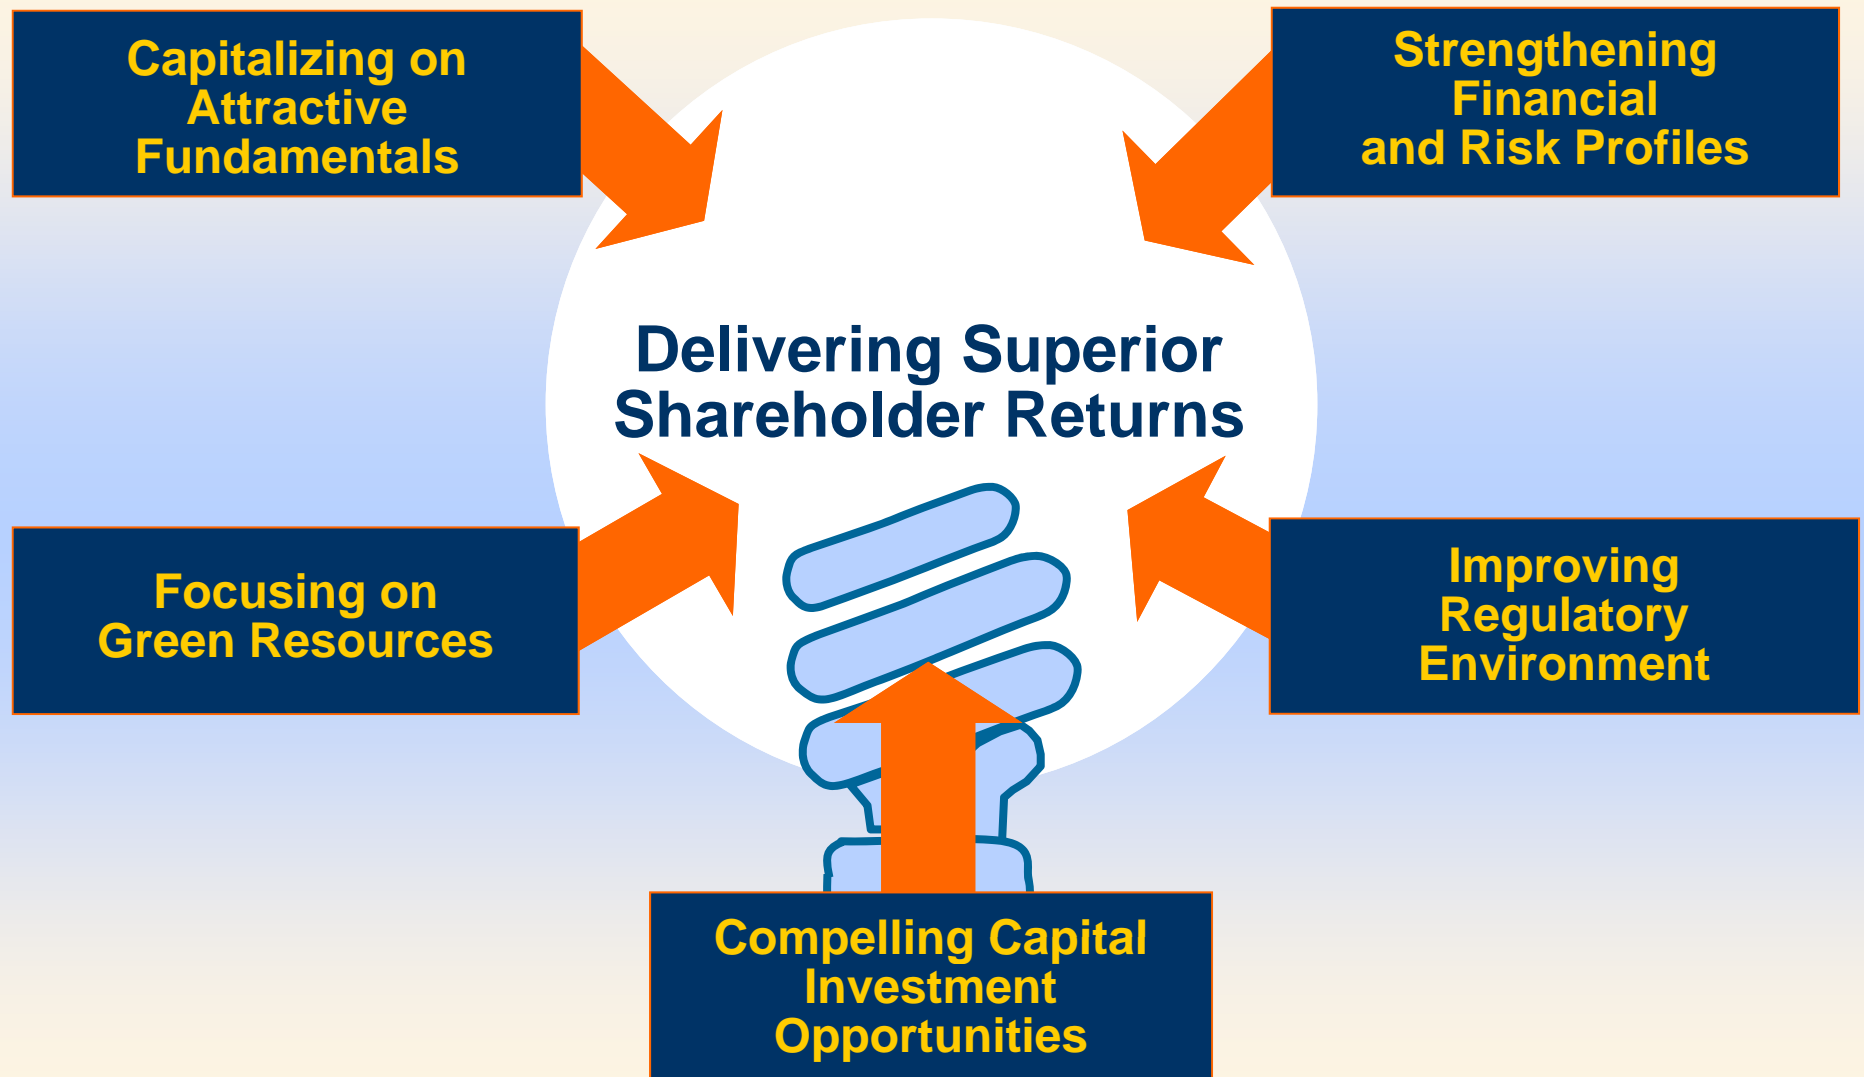 Capitalizing on
Attractive
Fundamentals
Strengthening
Financial
and Risk Profiles
Delivering Superior
Shareholder Returns
Focusing on
Green Resources
Improving
Regulatory
Environment
Compelling Capital
Investment
Opportunities